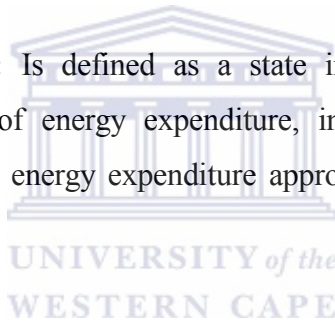 : Is defined as a state i
of energy expenditure, in
energy expenditure appro
UNIVERSITY of the
WESTERN CAPE